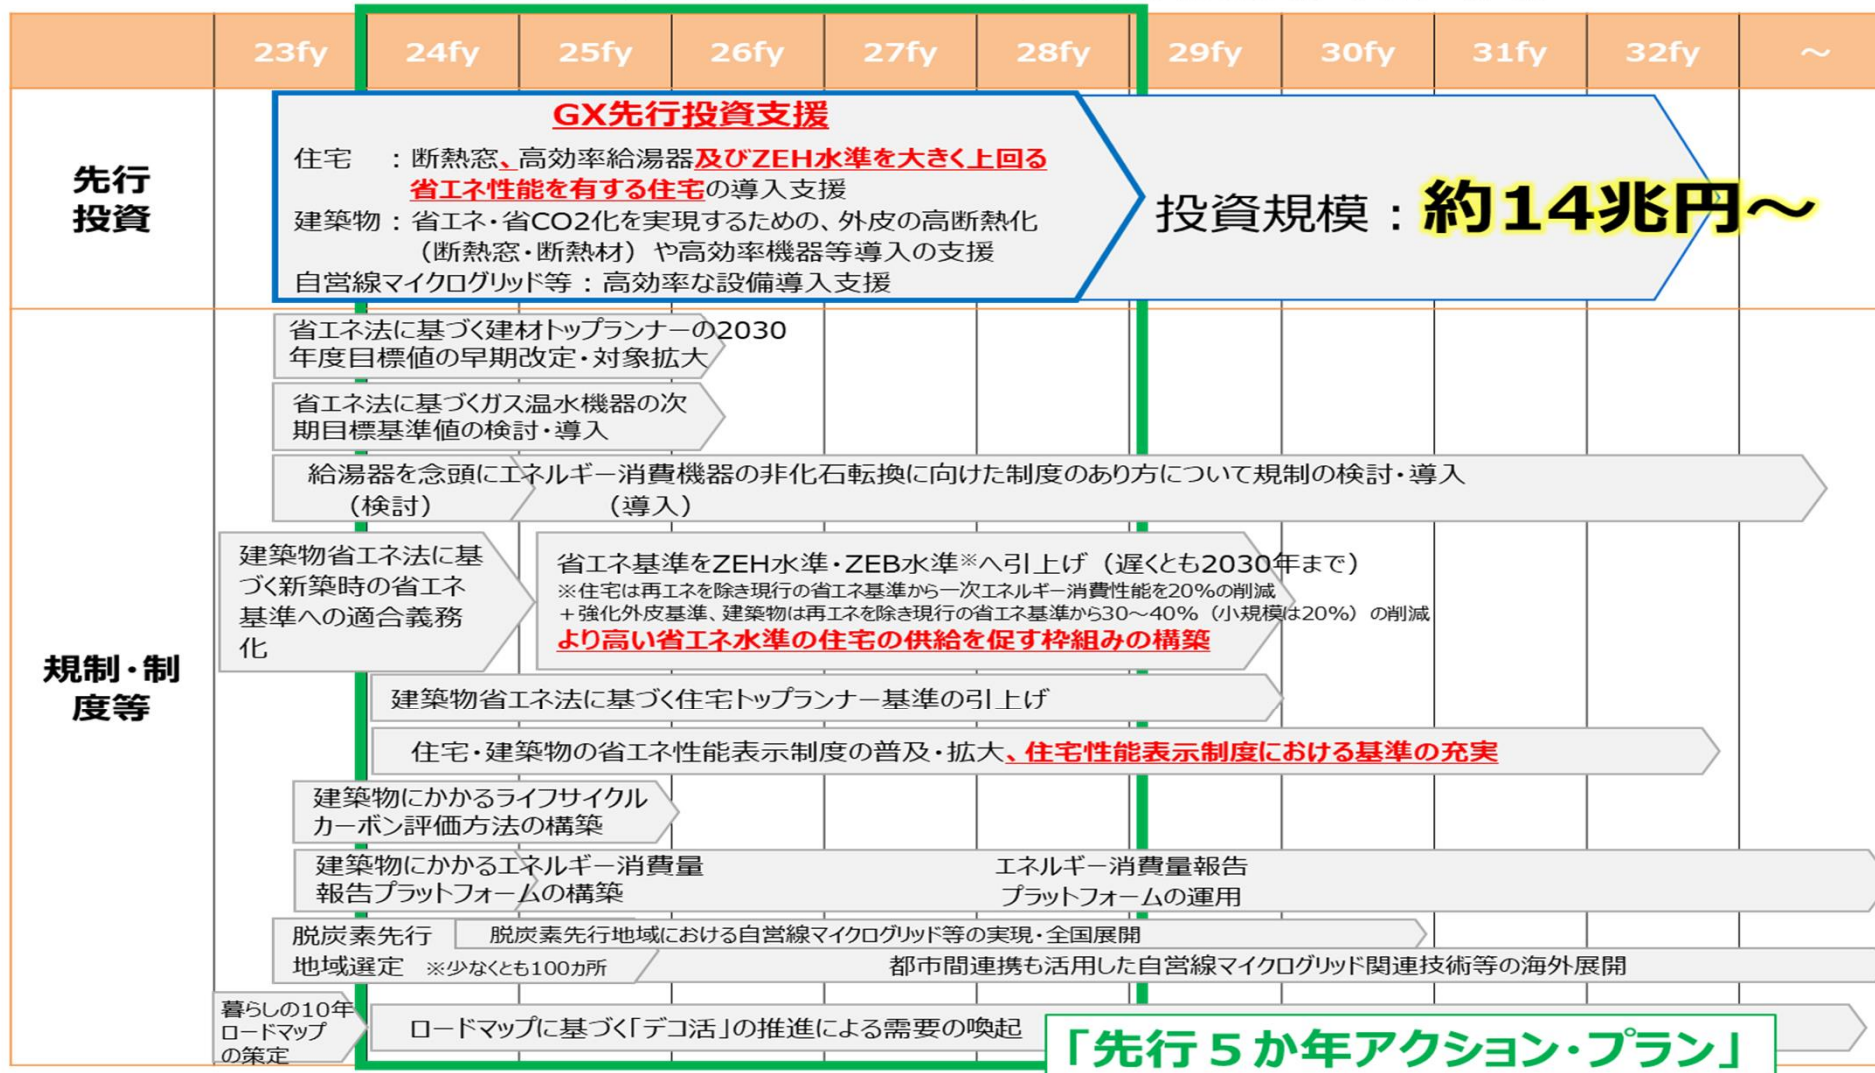 23fy 24fy 25fy 26fy 27fy 28fy 29fy 30fy 31fy 32fy ～
先行
投資
GX先行投資支援
住宅 ：断熱窓、高効率給湯器及びZEH水準を大きく上回る
省エネ性能を有する住宅の導入支援
建築物：省エネ・省CO2化を実現するための、外皮の高断熱化
（断熱窓・断熱材）や高効率機器等導入の支援
自営線マイクログリッド等：高効率な設備導入支援
投資規模：約14兆円～
規制・制
度等
省エネ法に基づく建材トップランナーの2030
年度目標値の早期改定・対象拡大
省エネ法に基づくガス温水機器の次
期目標基準値の検討・導入
給湯器を念頭にエネルギー消費機器の非化石転換に向けた制度のあり方について規制の検討・導入
（検討） （導入）
建築物省エネ法に基
づく新築時の省エネ
基準への適合義務
化
省エネ基準をZEH水準・ZEB水準※へ引上げ（遅くとも2030年まで）
※住宅は再エネを除き現行の省エネ基準から一次エネルギー消費性能を20%の削減
＋強化外皮基準、建築物は再エネを除き現行の省エネ基準から30～40%（小規模は20%）の削減
より高い省エネ水準の住宅の供給を促す枠組みの構築
建築物省エネ法に基づく住宅トップランナー基準の引上げ
住宅・建築物の省エネ性能表示制度の普及・拡大、住宅性能表示制度における基準の充実
建築物にかかるライフサイクル
カーボン評価方法の構築
建築物にかかるエネルギー消費量
報告プラットフォームの構築
エネルギー消費量報告
プラットフォームの運用
脱炭素先行
地域選定 ※少なくとも100カ所
脱炭素先行地域における自営線マイクログリッド等の実現・全国展開
都市間連携も活用した自営線マイクログリッド関連技術等の海外展開
暮らしの10年
ロードマップ
の策定
ロードマップに基づく「デコ活」の推進による需要の喚起
「先行５か年アクション・プラン」